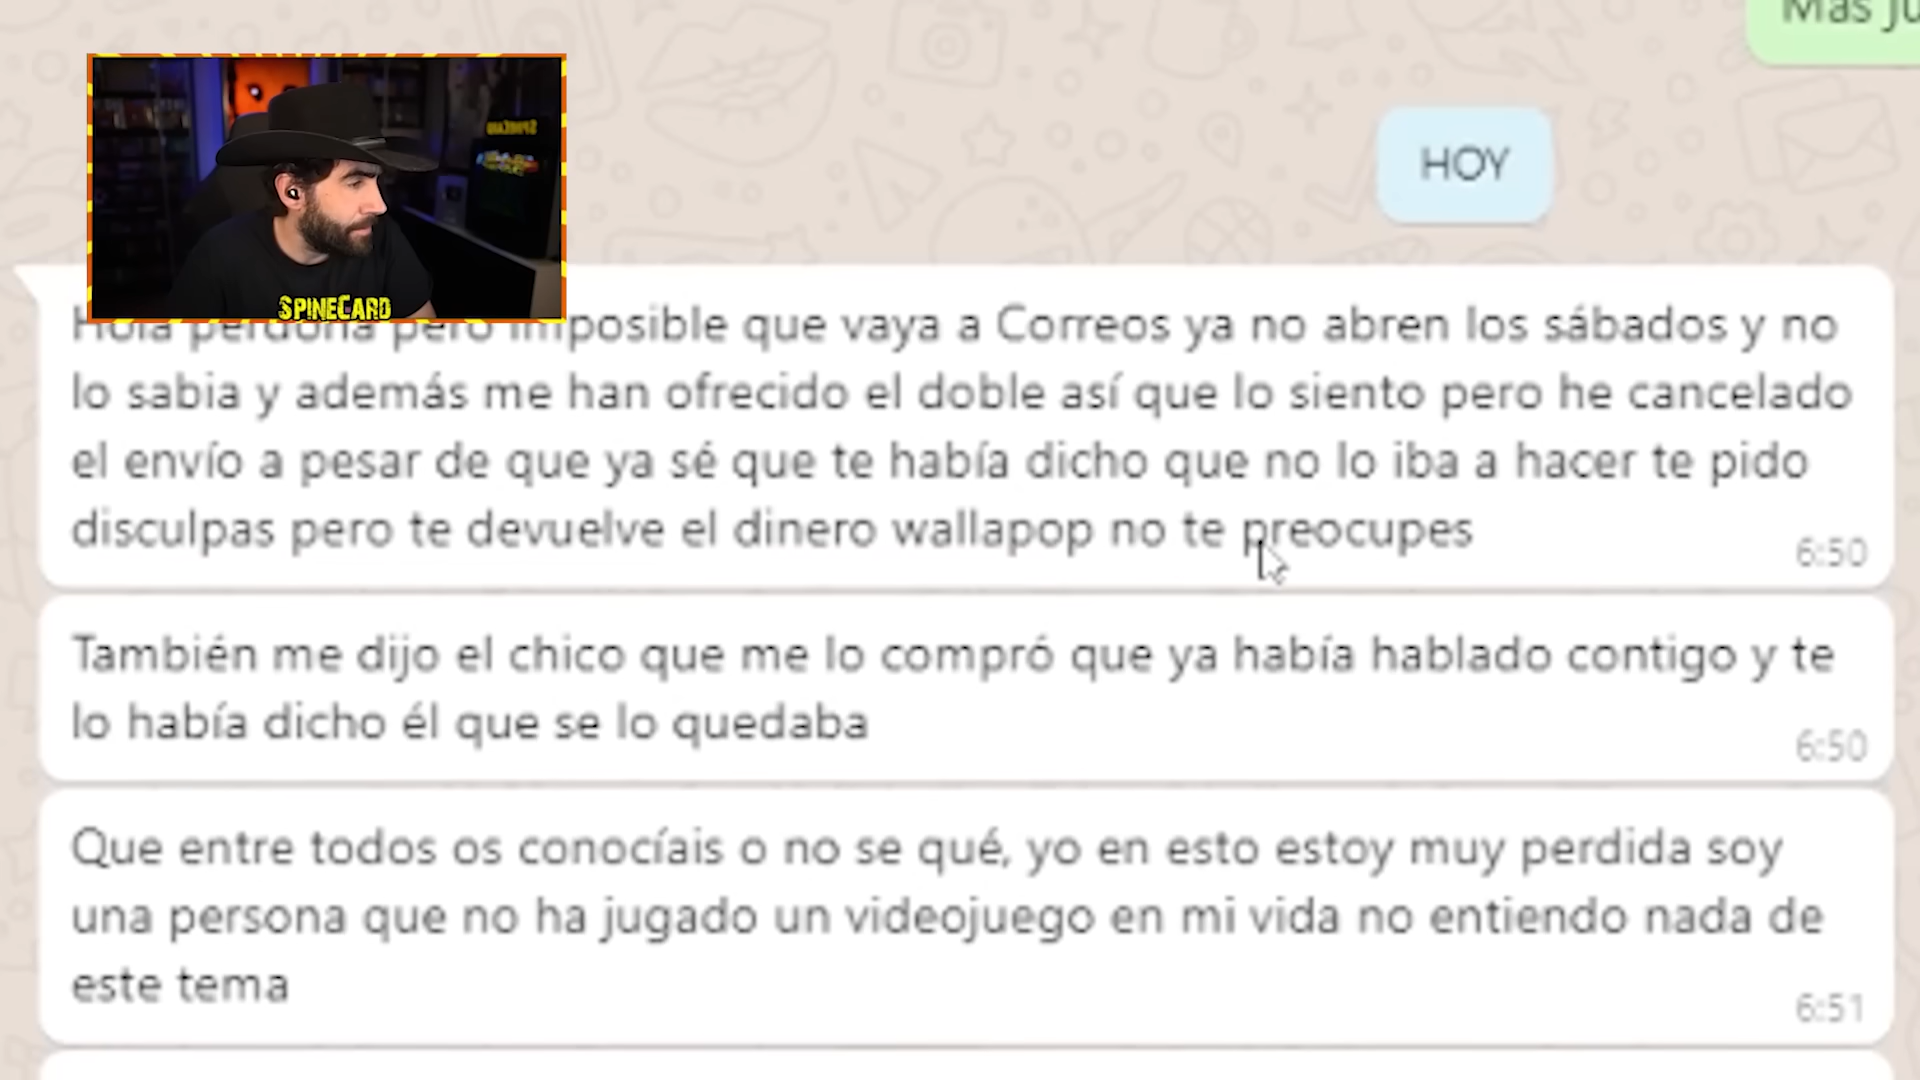 Mas ju
HOY
SPINECARD
SPINECARD
Hola perdona pero imposible que vaya a Correos ya no abren los sábados y no
lo sabia y además me han ofrecido el doble así que lo siento pero he cancelado
el envío a pesar de que ya sé que te había dicho que no lo iba a hacer te pido
disculpas pero te devuelve el dinero wallapop no te preocupes
6:50
También me dijo el chico que me lo compró que ya había hablado contigo y te
lo había dicho él que se lo quedaba
6:50
Que entre todos os conocíais o no se qué, yo en esto estoy muy perdida soy
una persona que no ha jugado un videojuego en mi vida no entiendo nada de
este tema
6:51